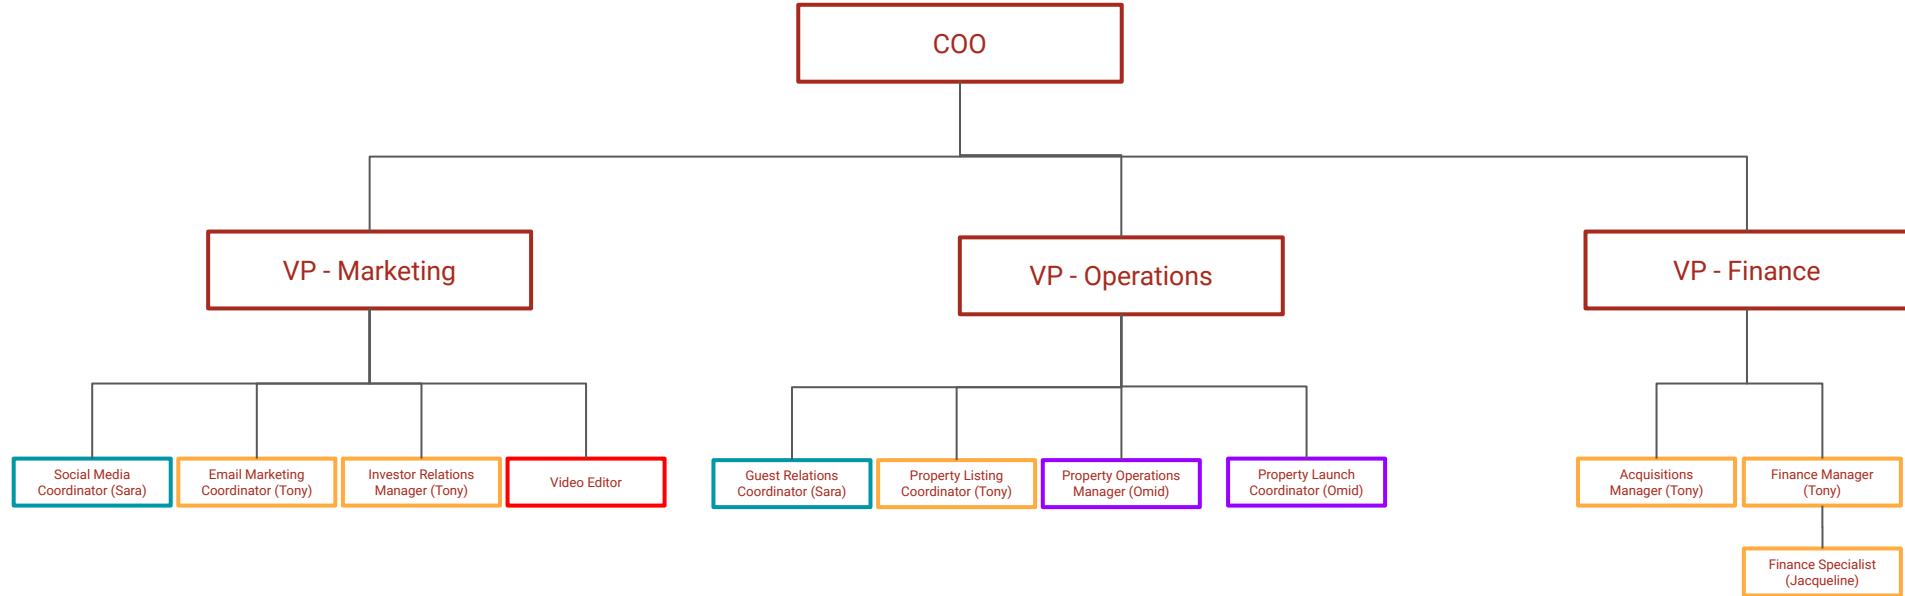 COO
VP - Marketing
VP - Operations
VP - Finance
Social Media
Coordinator (Sara)
Email Marketing
Coordinator (Tony)
Investor Relations
Manager (Tony)
Video Editor
Guest Relations
Coordinator (Sara)
Property Listing
Coordinator (Tony)
Property Operations
Manager (Omid)
Property Launch
Coordinator (Omid)
Acquisitions
Manager (Tony)
Finance Manager
(Tony)
Finance Specialist
(Jacqueline)